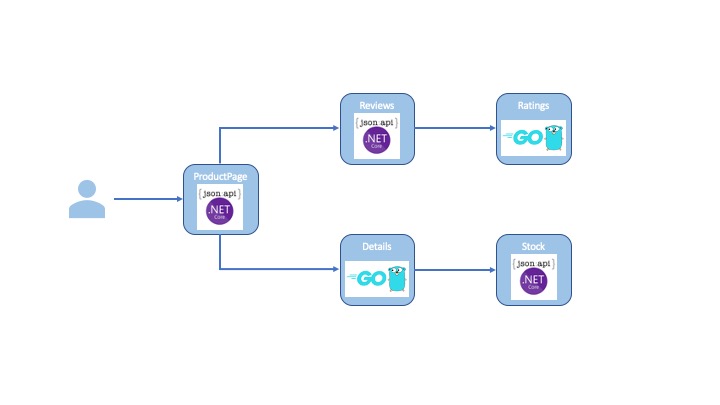 Reviews
{json api}
.NET
Core
Ratings
GO
ProductPage
{json api}
.NET
Core
Details
GO
Stock
{json api}
.NET
Core